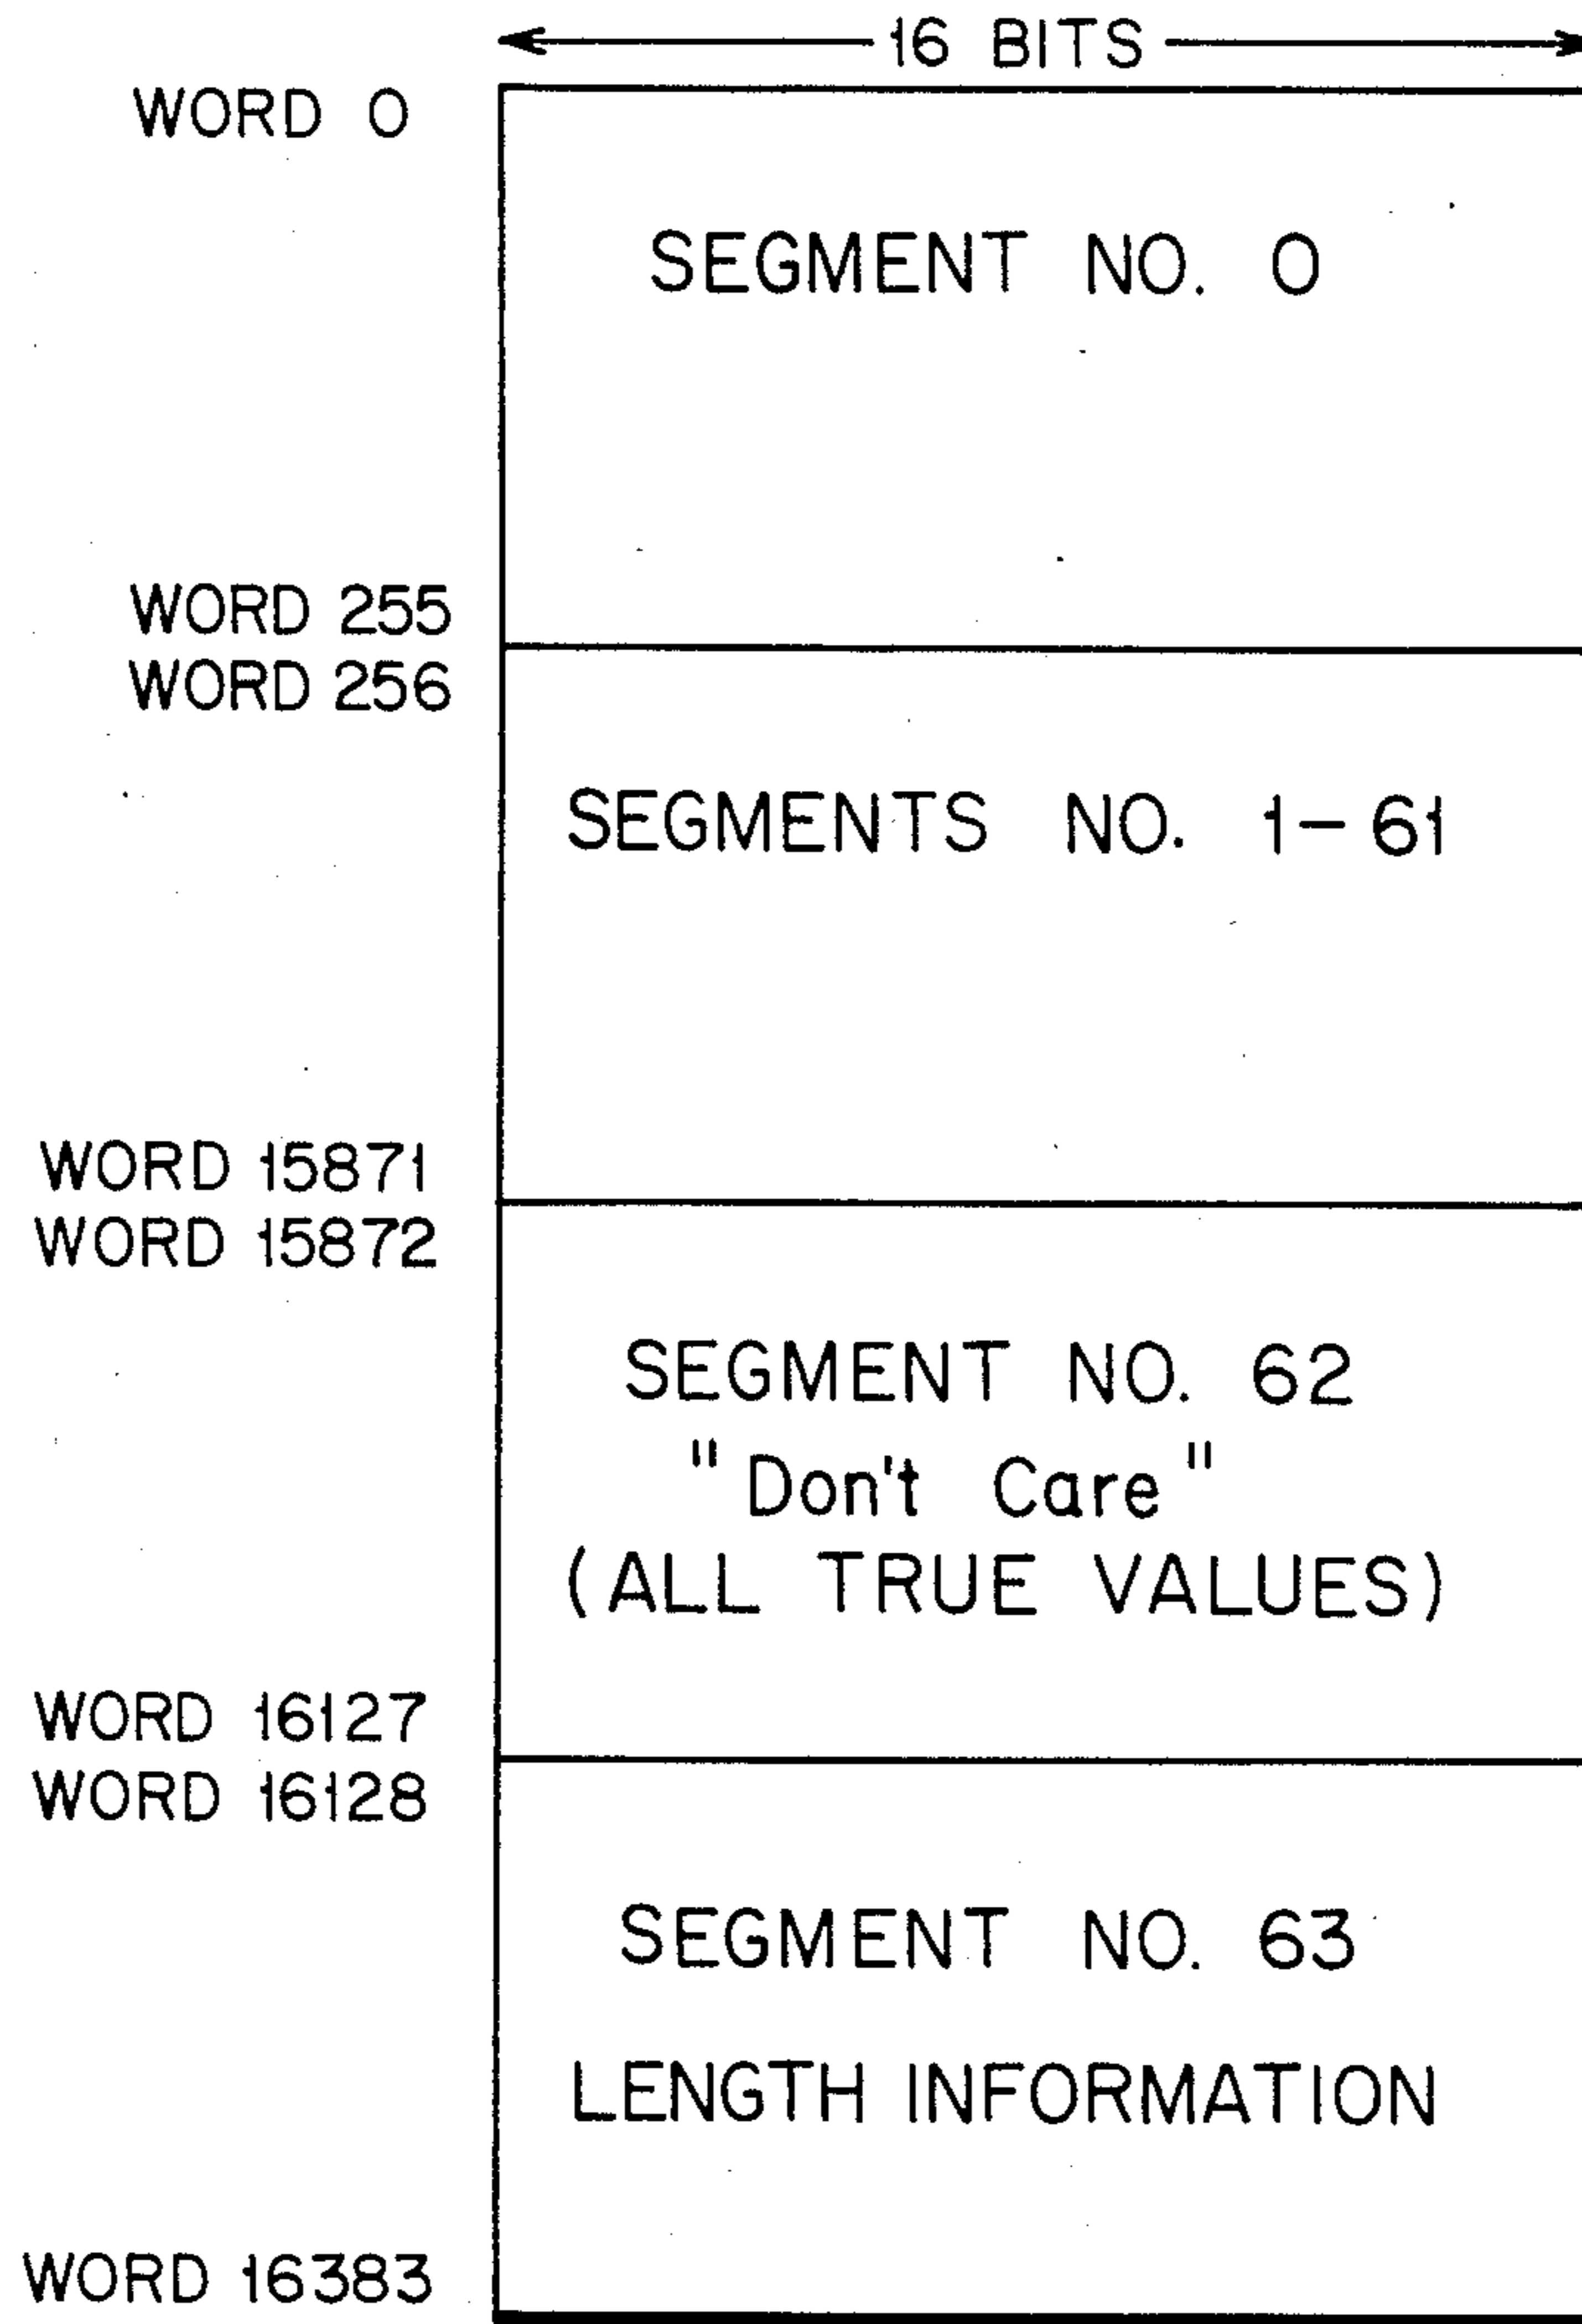 16 BITS
WORD 0
SEGMENT NO. 0
WORD 255
WORD 256
SEGMENTS NO. 1-61
WORD 15871
WORD 15872
SEGMENT NO. 62
"Don't Care"
(ALL TRUE VALUES)
WORD 16127
WORD 16128
SEGMENT NO. 63
LENGTH INFORMATION
WORD 16383